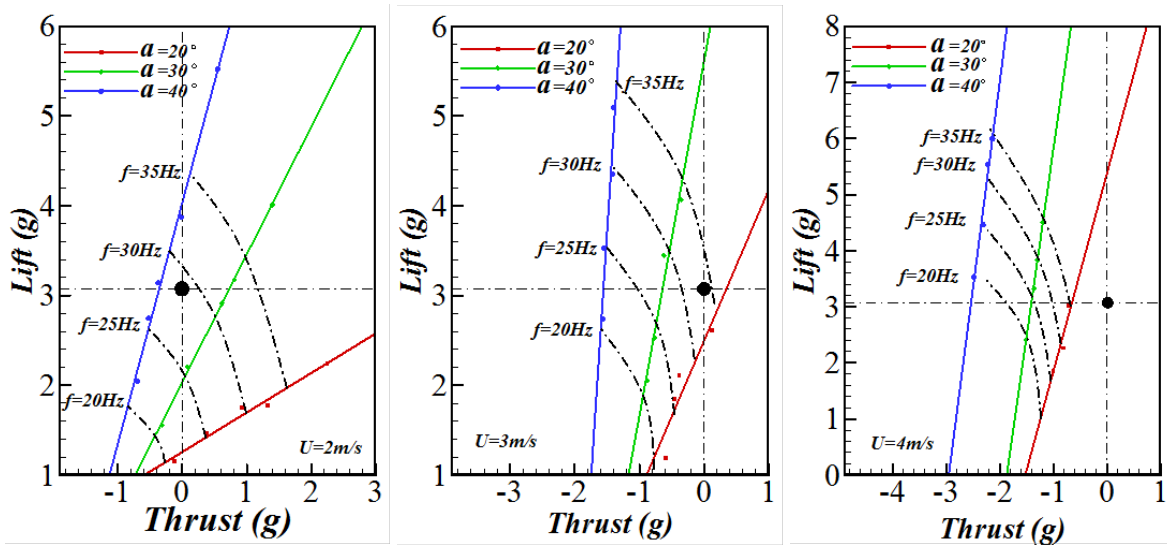 6
5
4
3
2
1
Lift (g)
a=20°
a=30°
a=40°
f=35Hz
f=30Hz
f=25Hz
f=20Hz
U=2m/s
-1 0 1 2 3
Thrust (g)
6
5
4
3
2
1
Lift (g)
a=20°
a=30°
a=40°
f=35Hz
f=30Hz
f=25Hz
f=20Hz
U=3m/s
-4 -3 -2 -1 0 1
Thrust (g)
8
7
6
5
4
3
2
1
0
Lift (g)
a=20°
a=30°
a=40°
f=35Hz
f=30Hz
f=25Hz
f=20Hz
U=4m/s
-4 -3 -2 -1 0 1
Thrust (g)